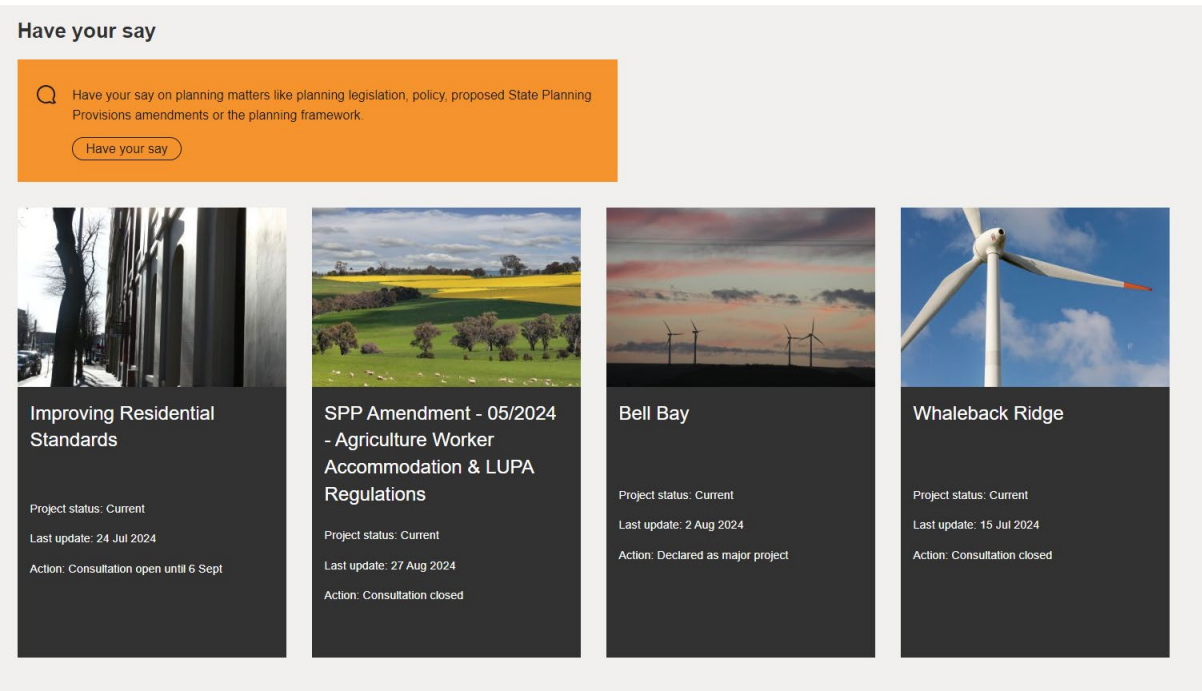 Have your say
Have your say on planning matters like planning legislation, policy, proposed State Planning
Provisions amendments or the planning framework.
Have your say
Improving Residential
Standards
Project status: Current
Last update: 24 Jul 2024
Action: Consultation open until 6 Sept
SPP Amendment - 05/2024
- Agriculture Worker
Accommodation & LUPA
Regulations
Project status: Current
Last update: 27 Aug 2024
Action: Consultation closed
Bell Bay
Project status: Current
Last update: 2 Aug 2024
Action: Declared as major project
Whaleback Ridge
Project status: Current
Last update: 15 Jul 2024
Action: Consultation closed